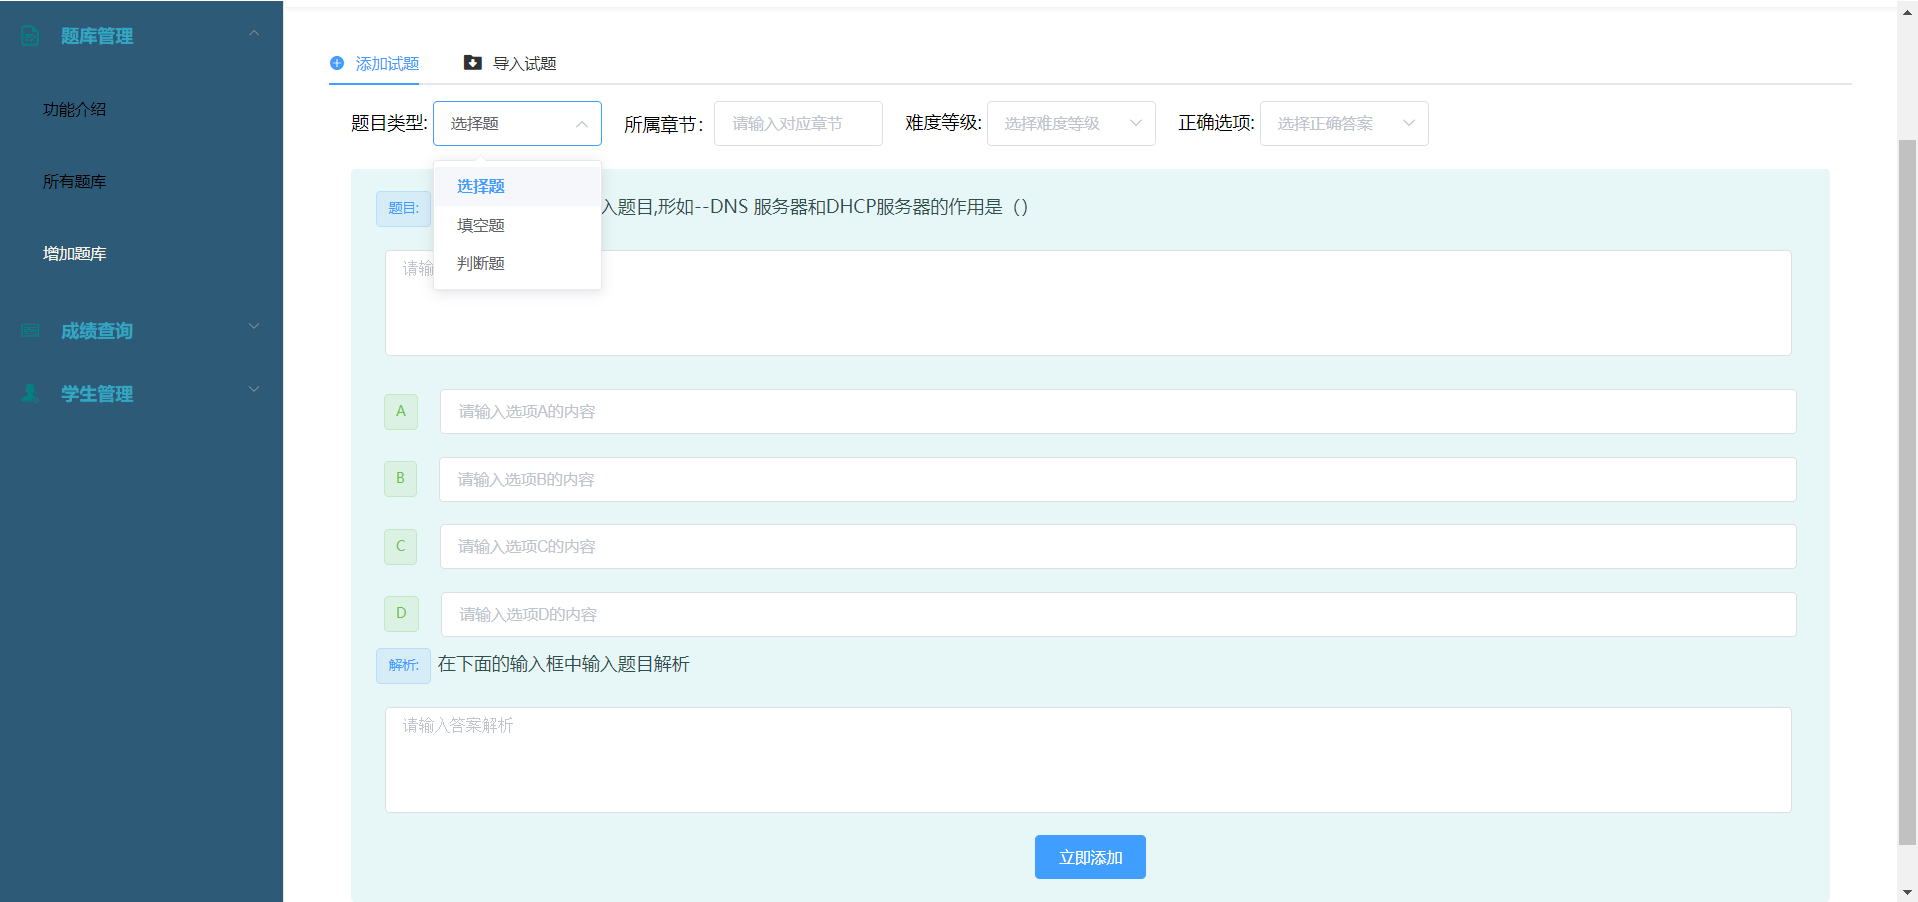 题库管理
功能介绍
所有题库
增加题库
成绩查询
学生管理
添加试题
导入试题
题目类型: 选择题
所属章节: 请输入对应章节
难度等级: 选择难度等级
正确选项: 选择正确答案
选择题
填空题
判断题
题目: 入题目,形如--DNS 服务器和DHCP服务器的作用是（）
请输
A 请输入选项A的内容
B 请输入选项B的内容
C 请输入选项C的内容
D 请输入选项D的内容
解析: 在下面的输入框中输入题目解析
请输入答案解析
立即添加